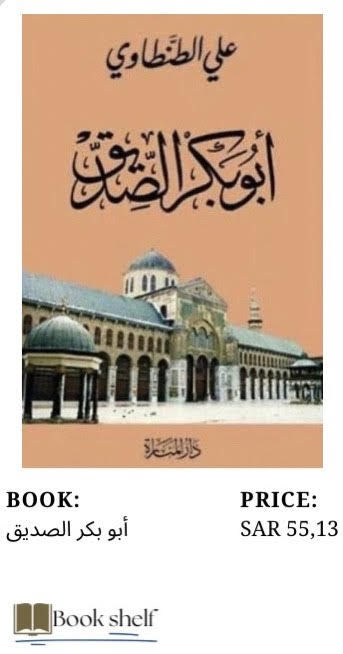 علي الطنطاوي
أبو بكر الصديق
دار المنارة
BOOK:
أبو بكر الصديق
PRICE:
SAR 55,13
Book shelf